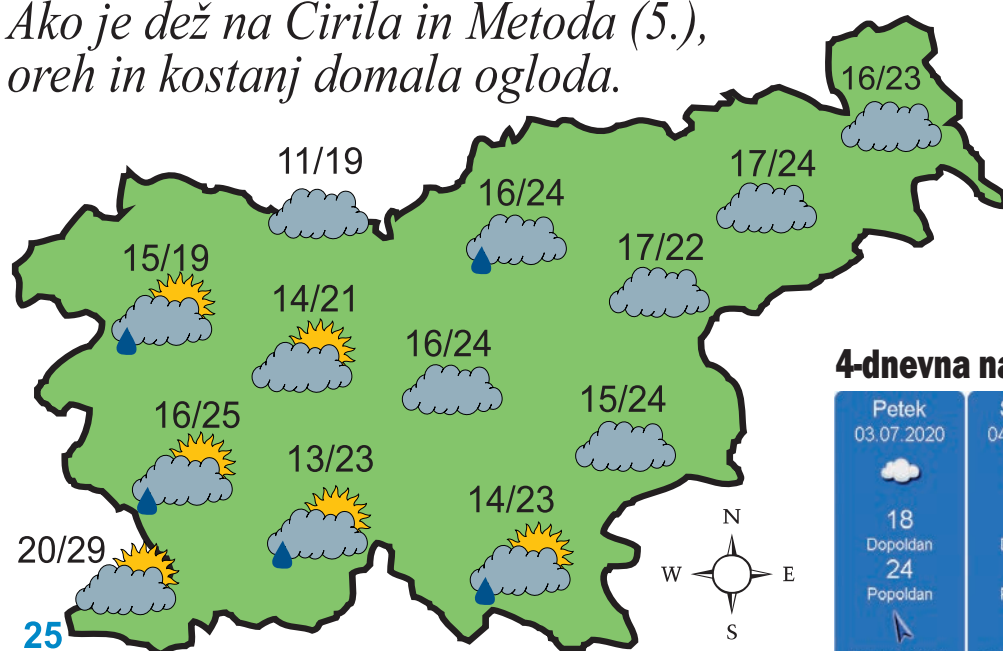 Ako je dež na Cirila in Metoda (5.),
oreh in kostanj domala ogloda.
16/23
11/19
17/24
16/24
17/22
15/19
14/21
16/24
4-dnevna
15/24
Petek
03.07.2020
16/25
13/23
14/23
18
Dopoldan
24
Popoldan
20/29
N
W
E
S
25